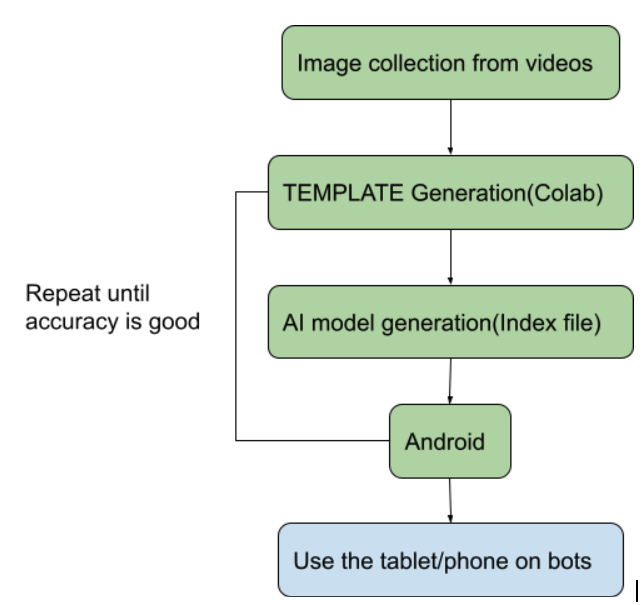 Image collection from videos
TEMPLATE Generation(Colab)
Repeat until
accuracy is good
AI model generation(Index file)
Android
Use the tablet/phone on bots